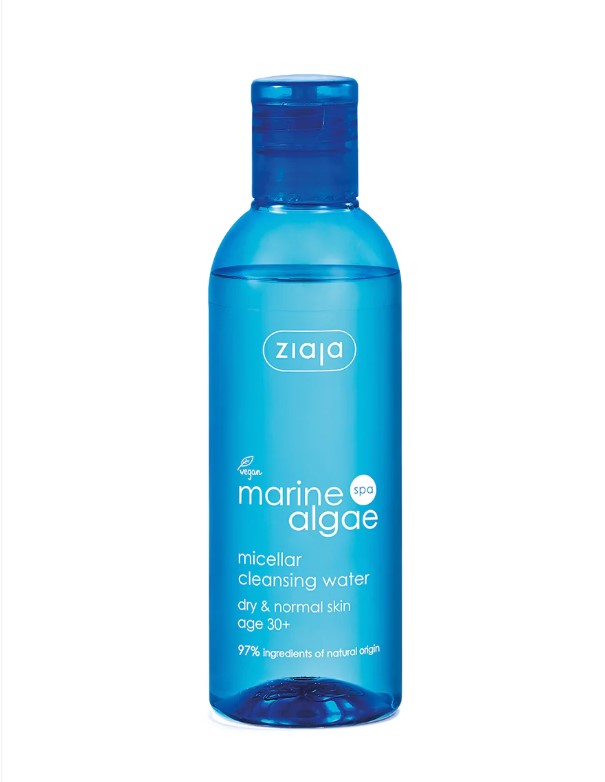 ziaja
vegan
marine spa
algae
micellar
cleansing water
dry & normal skin
age 30+
97% ingredients of natural origin